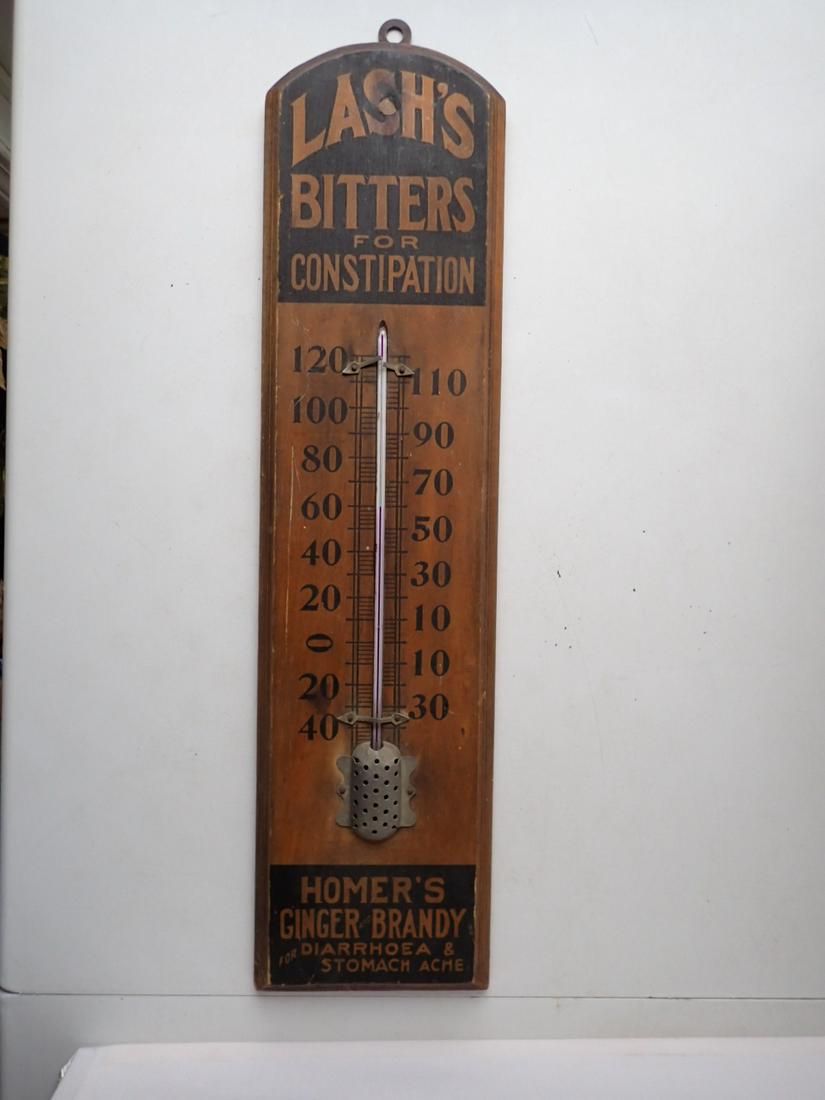 LASH'S
BITTERS
FOR
CONSTIPATION
120
110
100
90
80
70
60
50
40
30
20
10
0
10
20
30
40
HOMER'S
GINGER BRANDY
FOR DIARRHOEA &
STOMACH ACHE